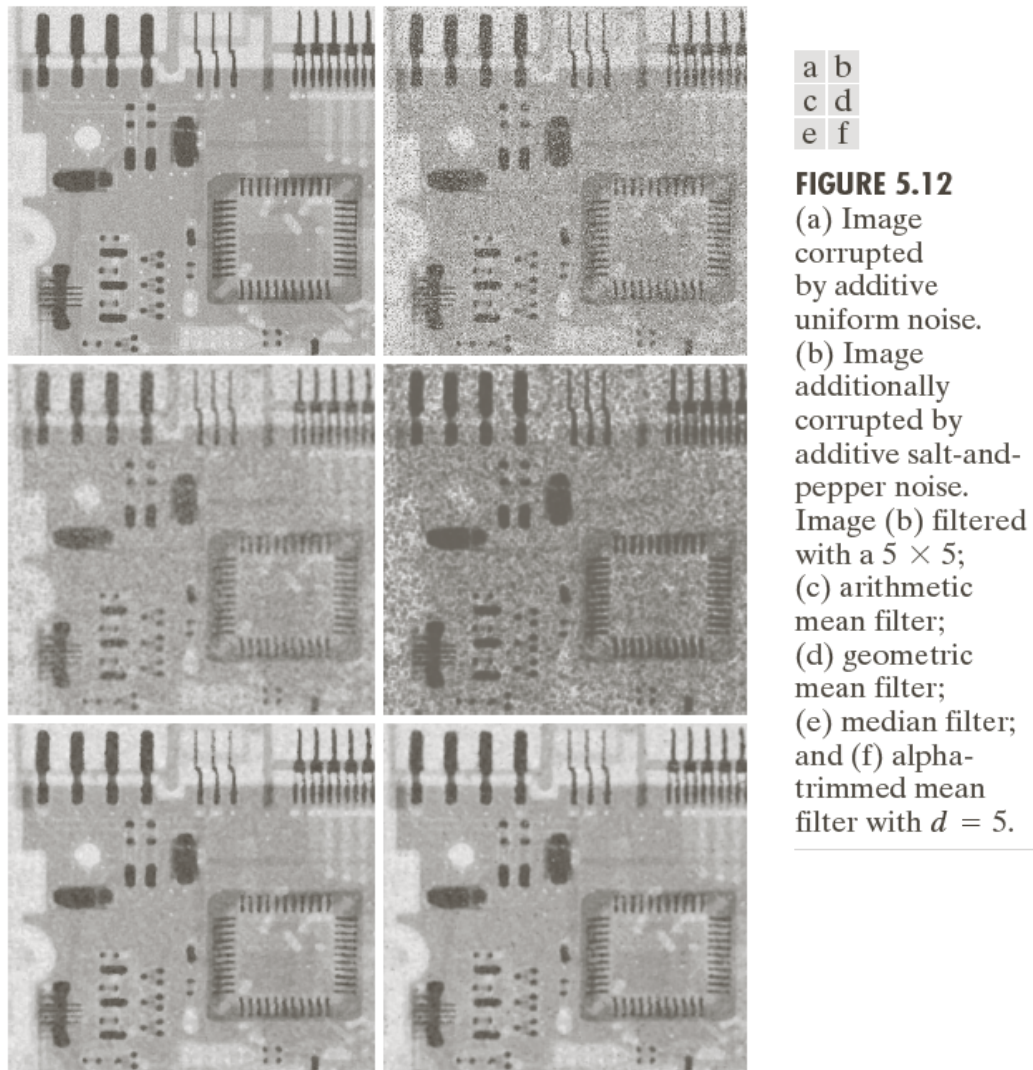 a b
c d
e f
FIGURE 5.12
(a) Image
corrupted
by additive
uniform noise.
(b) Image
additionally
corrupted by
additive salt-and-
pepper noise.
Image (b) filtered
with a 5 × 5;
(c) arithmetic
mean filter;
(d) geometric
mean filter;
(e) median filter;
and (f) alpha-
trimmed mean
filter with d = 5.